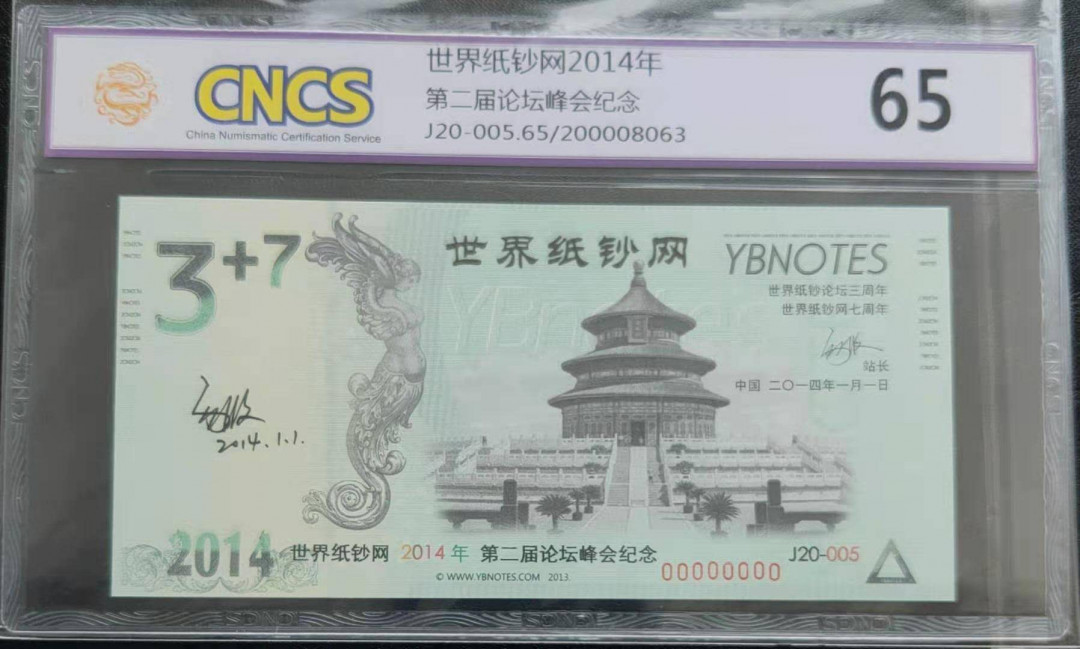 CNCS
China Numismatic Certification Service
世界纸钞网2014年
第二届论坛峰会纪念
J20-005.65/200008063
65
3+7
世界纸钞网
YBNOTES
世界纸钞论坛三周年
世界纸钞网七周年
站长
中国 二〇一四年一月一日
2014.1.1.
2014
世界纸钞网 2014年 第二届论坛峰会纪念
J20-005
© WWW.YBNOTES.COM 2013.
00000000